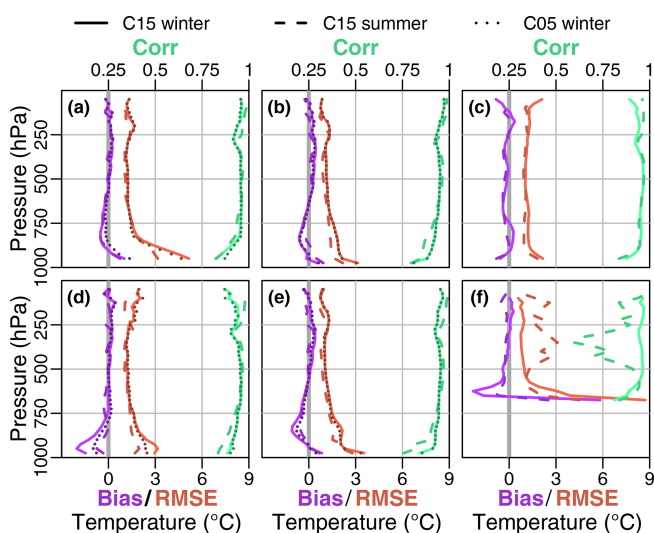 C15 winter C15 summer C05 winter
Corr Corr
0.25 0.5 0.75 1 0.25 0.5 0.75 1 0.25 0.5 0.75 1
(a) (b) (c)
Pressure (hPa)
250
500
750
1000
(d) (e) (f)
Pressure (hPa)
250
500
750
1000
0 3 6 9 0 3 6 9 0 3 6 9
Bias/RMSE Bias/RMSE Bias/RMSE
Temperature (°C) Temperature (°C) Temperature (°C)